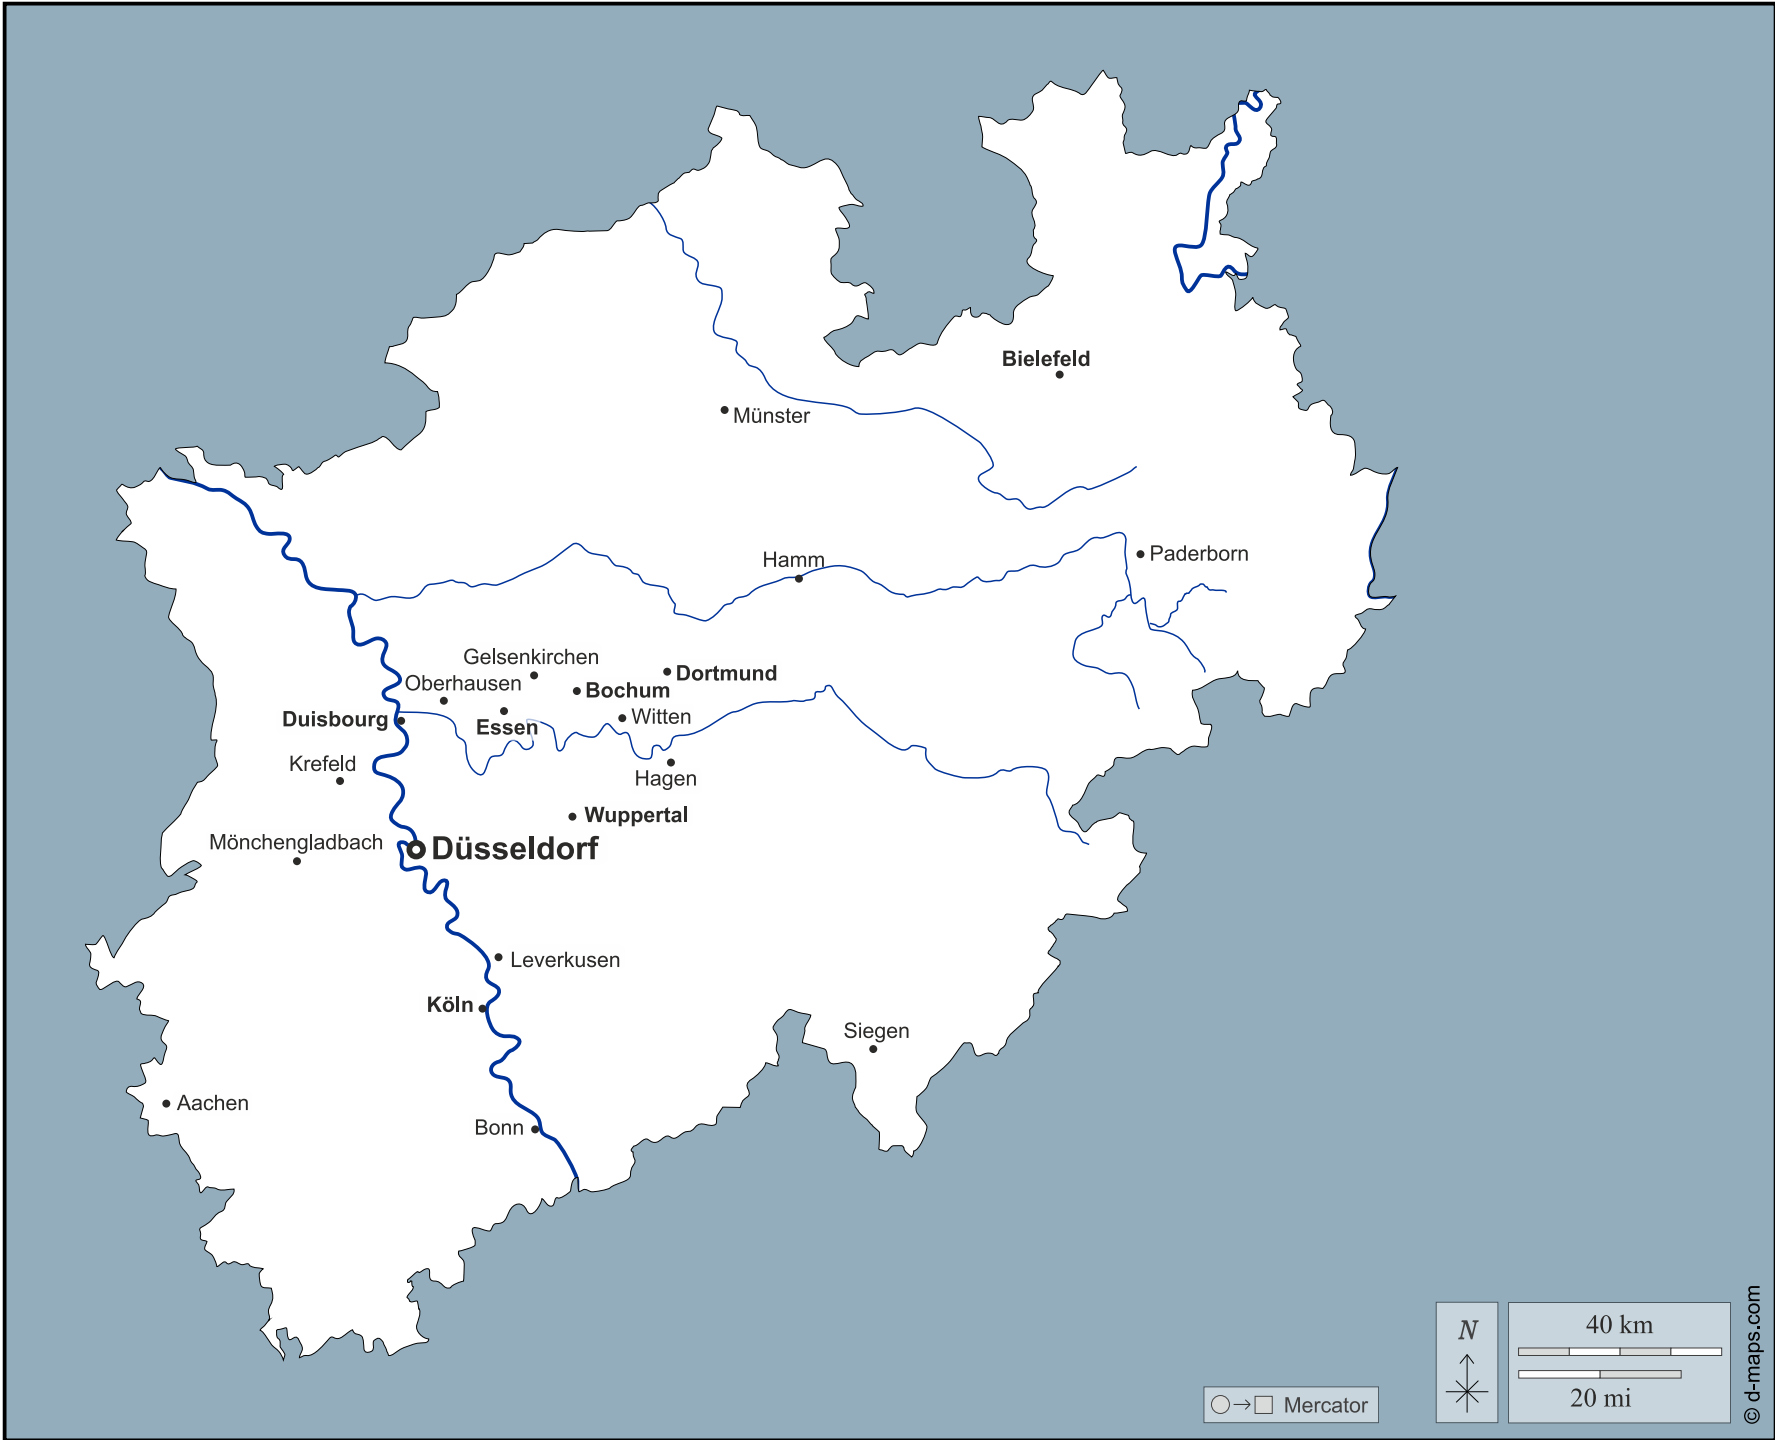 Bielefeld
Münster
Paderborn
Hamm
Gelsenkirchen
Dortmund
Oberhausen
Bochum
Witten
Duisbourg
Essen
Krefeld
Hagen
Wuppertal
Mönchengladbach
Düsseldorf
Leverkusen
Köln
Siegen
Aachen
Bonn
N
40 km
20 mi
Mercator
© d-maps.com